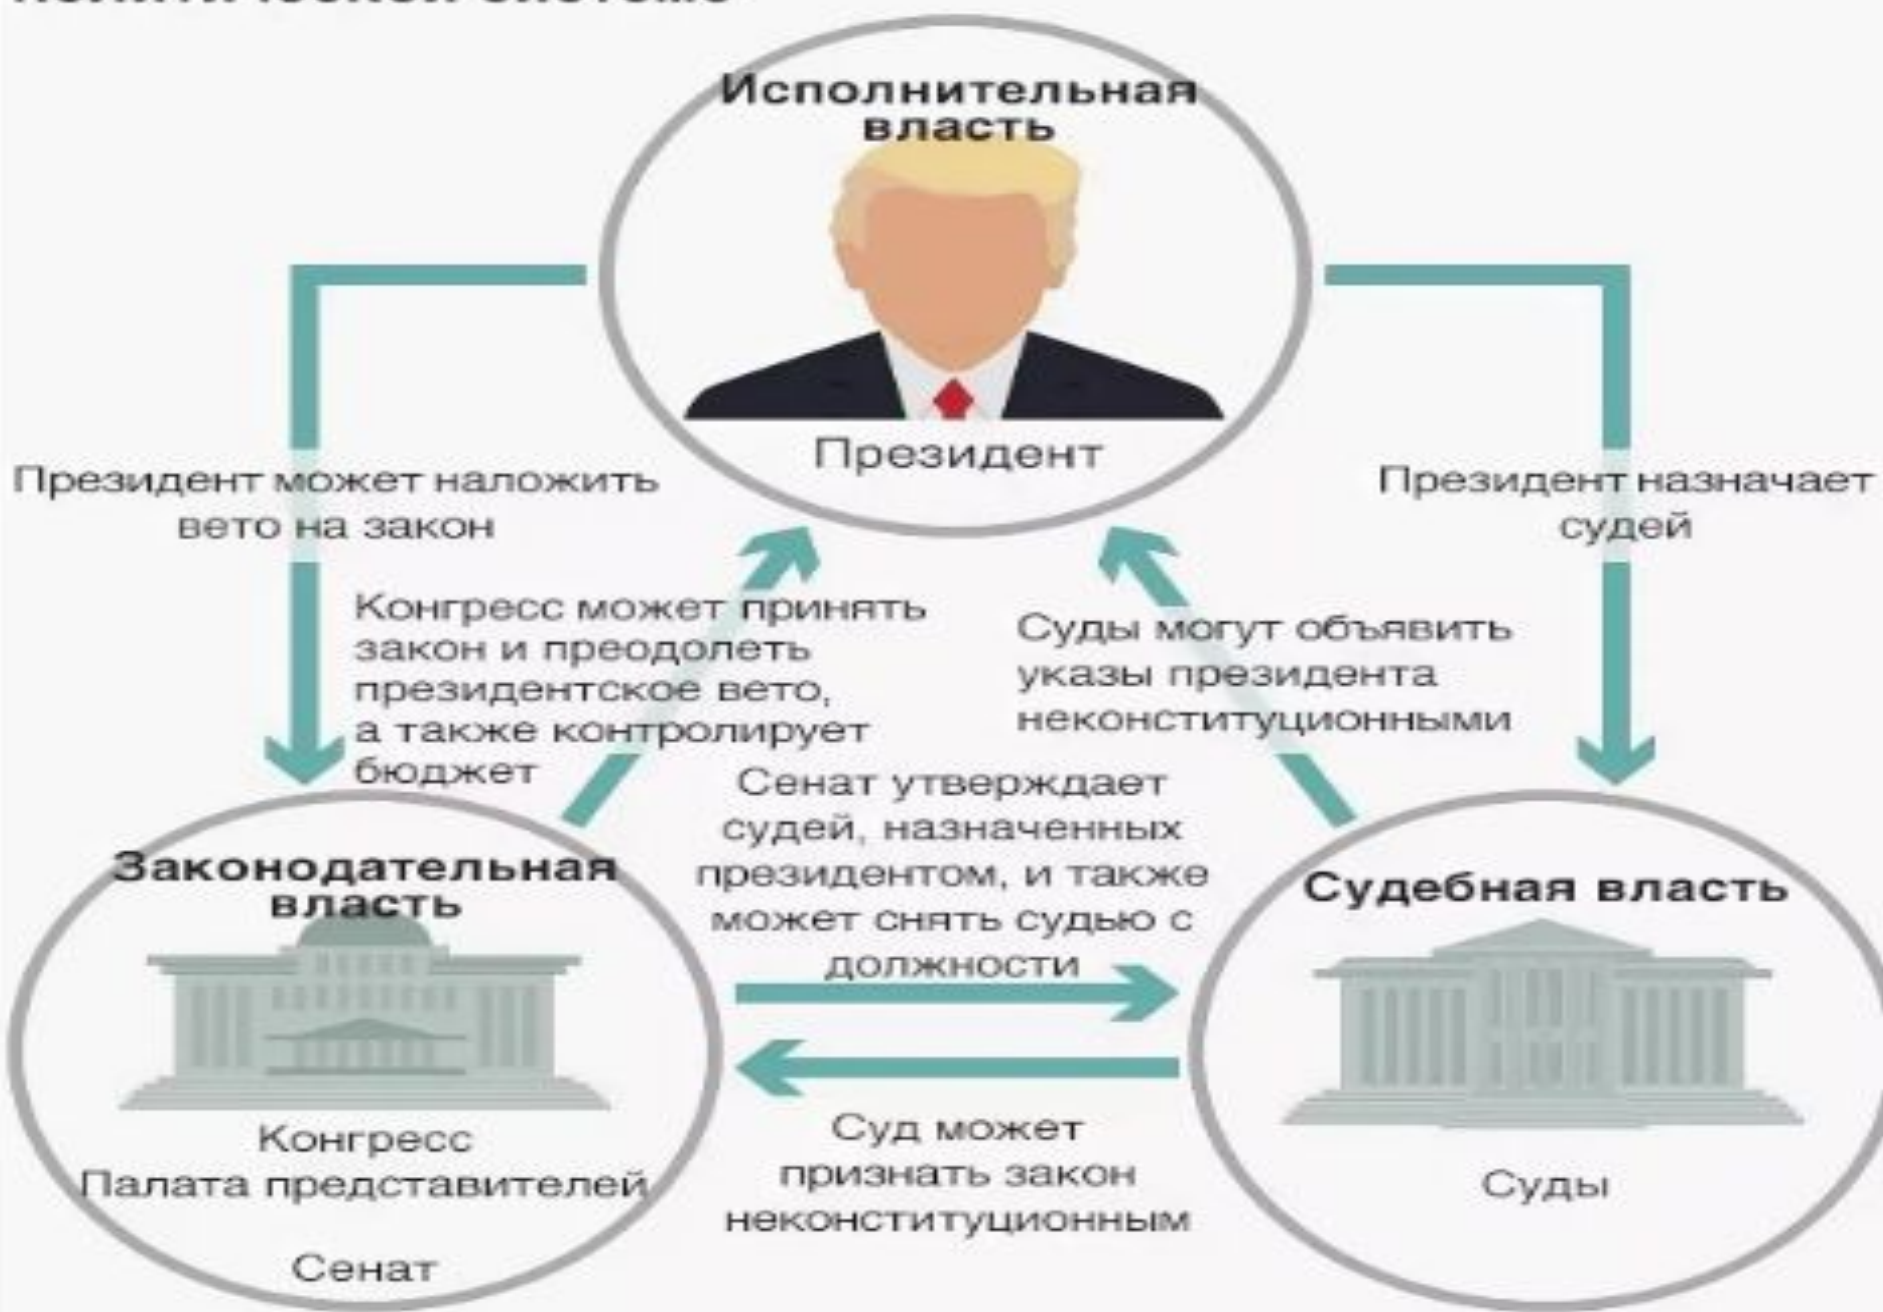 Исполнительная
власть
Президент
Президент может наложить
вето на закон
Президент назначает
судей
Конгресс может принять
закон и преодолеть
президентское вето,
а также контролирует
бюджет
Суды могут объявить
указы президента
неконституционными
Сенат утверждает
судей, назначенных
президентом, и также
может снять судью с
должности
Законодательная
власть
Конгресс
Палата представителей
Сенат
Судебная власть
Суды
Суд может
признать закон
неконституционным